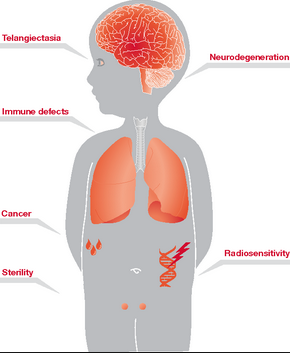 Telangiectasia
Neurodegeneration
Immune defects
Cancer
Radiosensitivity
Sterility